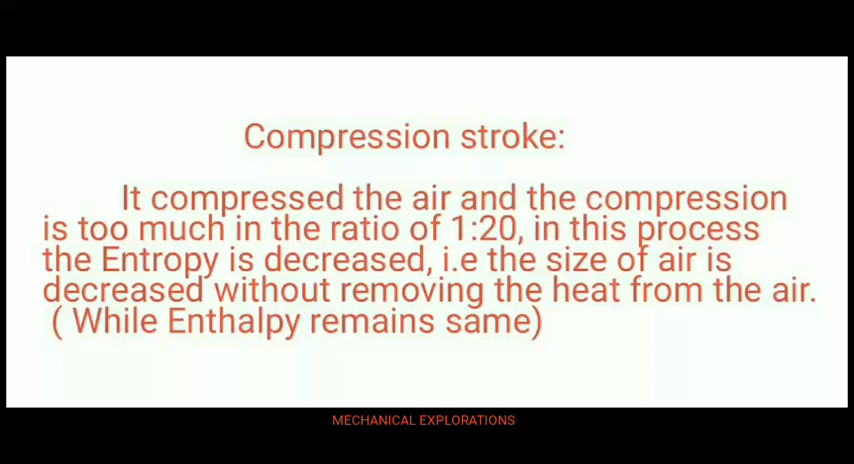 Compression stroke:
It compressed the air and the compression
is too much in the ratio of 1:20, in this process
the Entropy is decreased, i.e the size of air is
decreased without removing the heat from the air.
( While Enthalpy remains same)
MECHANICAL EXPLORATIONS